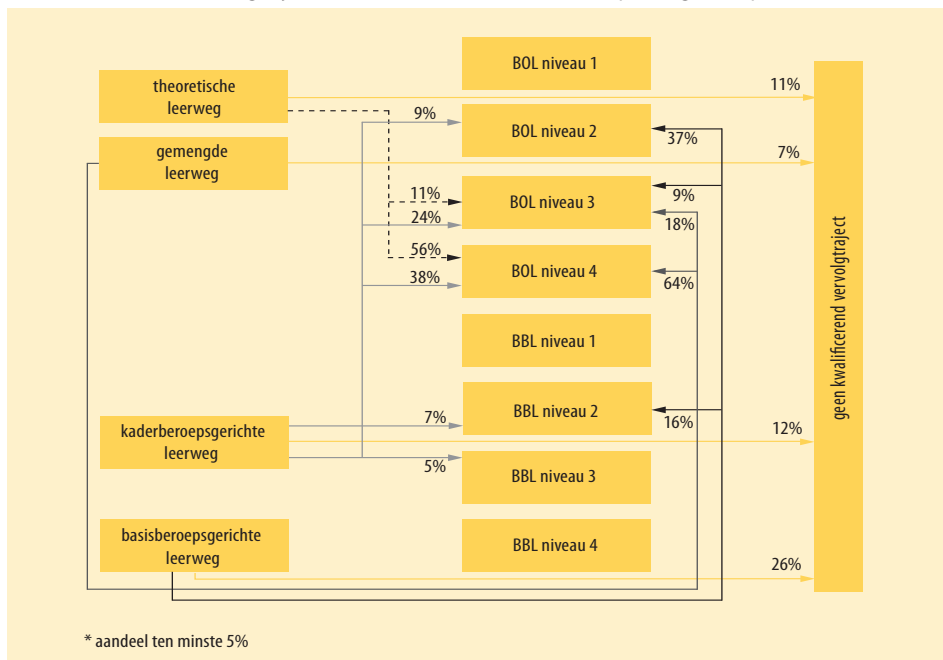 BOL niveau 1
theoretische
leerweg
11%
9%
BOL niveau 2
37%
gemengde
leerweg
7%
11%
BOL niveau 3
9%
24%
18%
56%
BOL niveau 4
38%
64%
geen kwalificerend vervolgtraject
BBL niveau 1
BBL niveau 2
7%
16%
kaderberoepsgerichte
leerweg
12%
5%
BBL niveau 3
basisberoepsgerichte
leerweg
BBL niveau 4
26%
* aandeel ten minste 5%